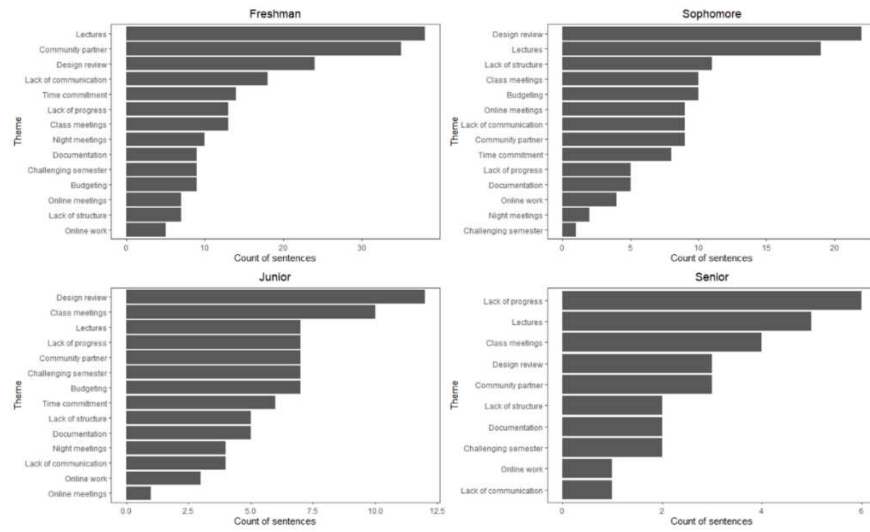 Freshman
Theme
Lectures
Community partner
Design review
Lack of communication
Time commitment
Lack of progress
Class meetings
Night meetings
Documentation
Challenging semester
Budgeting
Online meetings
Lack of structure
Online work
0 10 20 30
Count of sentences
Sophomore
Theme
Design review
Lectures
Lack of structure
Class meetings
Budgeting
Online meetings
Lack of communication
Community partner
Time commitment
Lack of progress
Documentation
Online work
Night meetings
Challenging semester
0 5 10 15 20
Count of sentences
Junior
Theme
Design review
Class meetings
Lectures
Lack of progress
Community partner
Challenging semester
Budgeting
Time commitment
Lack of structure
Documentation
Night meetings
Lack of communication
Online work
Online meetings
0.0 2.5 5.0 7.5 10.0 12.5
Count of sentences
Senior
Theme
Lack of progress
Lectures
Class meetings
Design review
Community partner
Lack of structure
Documentation
Challenging semester
Online work
Lack of communication
0 2 4 6
Count of sentences